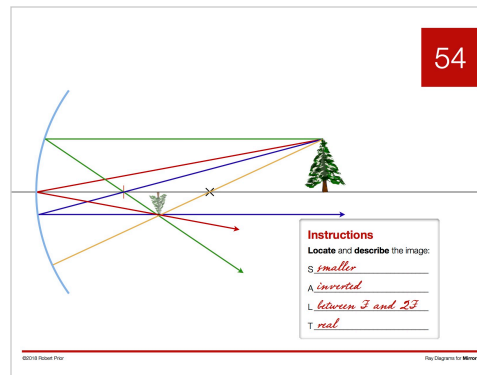 54
Instructions
Locate and describe the image:
S smaller
A inverted
L between F and 2F
T real
©2018 Robert Prior
Ray Diagrams for Mirror